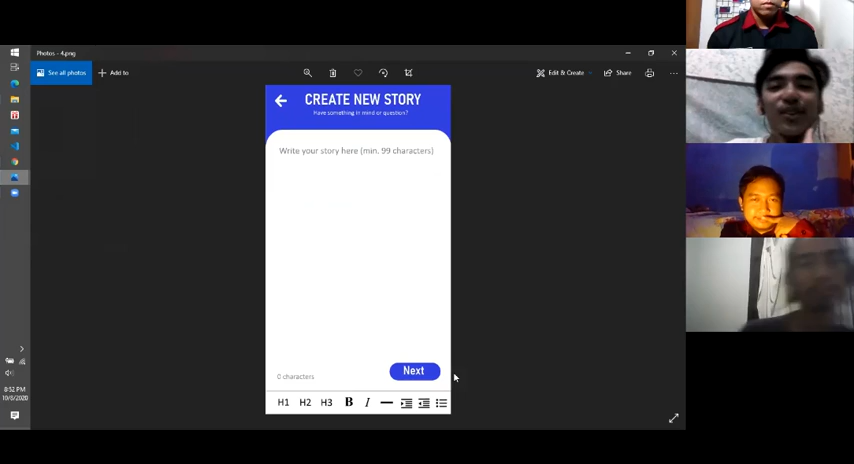 Photos - 4.png
See all photos
Add to
Edit & Create
Share
CREATE NEW STORY
Have something in mind or question?
Write your story here (min. 99 characters)
0 characters
Next
H1 H2 H3 B I
8:52 PM
10/8/2020